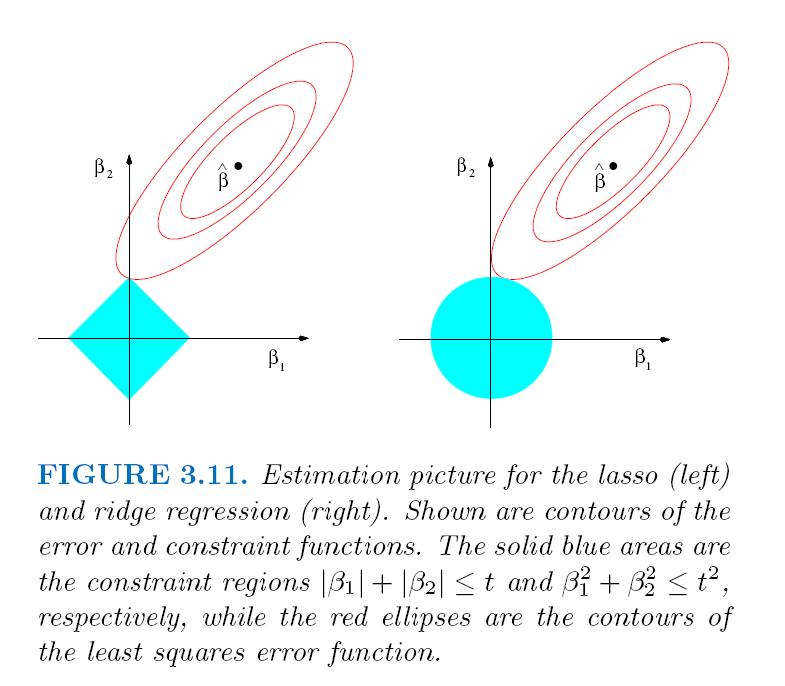 β₂
β̂
β₁
β₂
β̂
β₁
FIGURE 3.11. Estimation picture for the lasso (left)
and ridge regression (right). Shown are contours of the
error and constraint functions. The solid blue areas are
the constraint regions |β₁| + |β₂| ≤ t and β₁² + β₂² ≤ t²,
respectively, while the red ellipses are the contours of
the least squares error function.